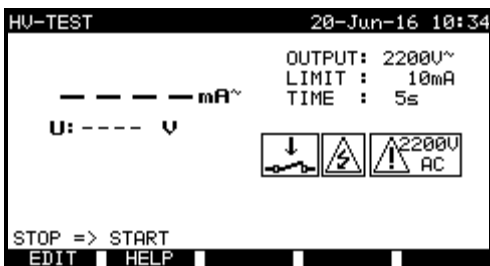 HV-TEST 20-Jun-16 10:34
OUTPUT: 2200V~
LIMIT : 10mA
TIME : 5s
– – – – mA~
U: ---- V
2200V
AC
STOP => START
EDIT HELP